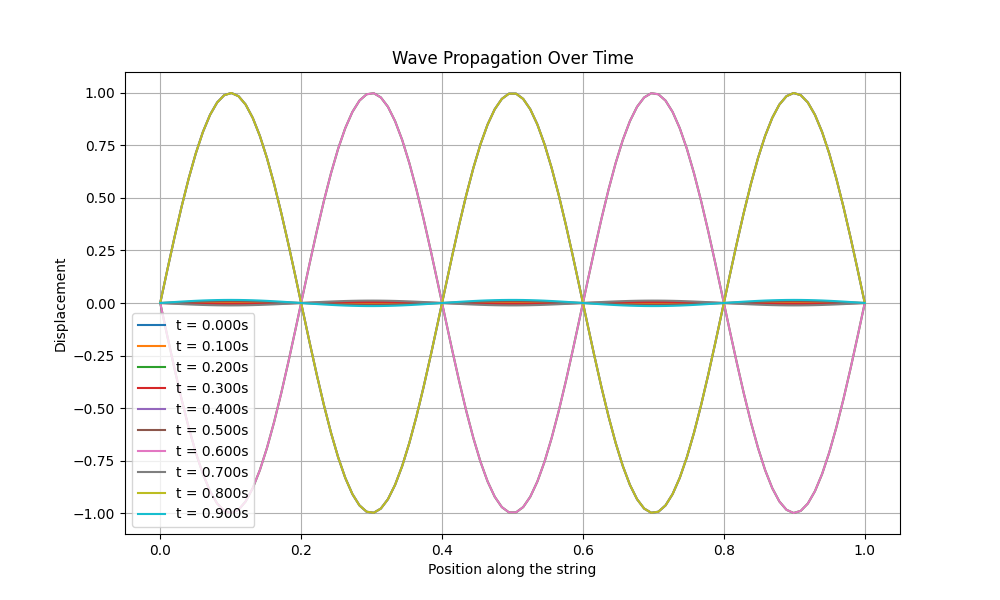 Wave Propagation Over Time
Displacement
1.00
0.75
0.50
0.25
0.00
−0.25
−0.50
−0.75
−1.00
t = 0.000s
t = 0.100s
t = 0.200s
t = 0.300s
t = 0.400s
t = 0.500s
t = 0.600s
t = 0.700s
t = 0.800s
t = 0.900s
0.0 0.2 0.4 0.6 0.8 1.0
Position along the string